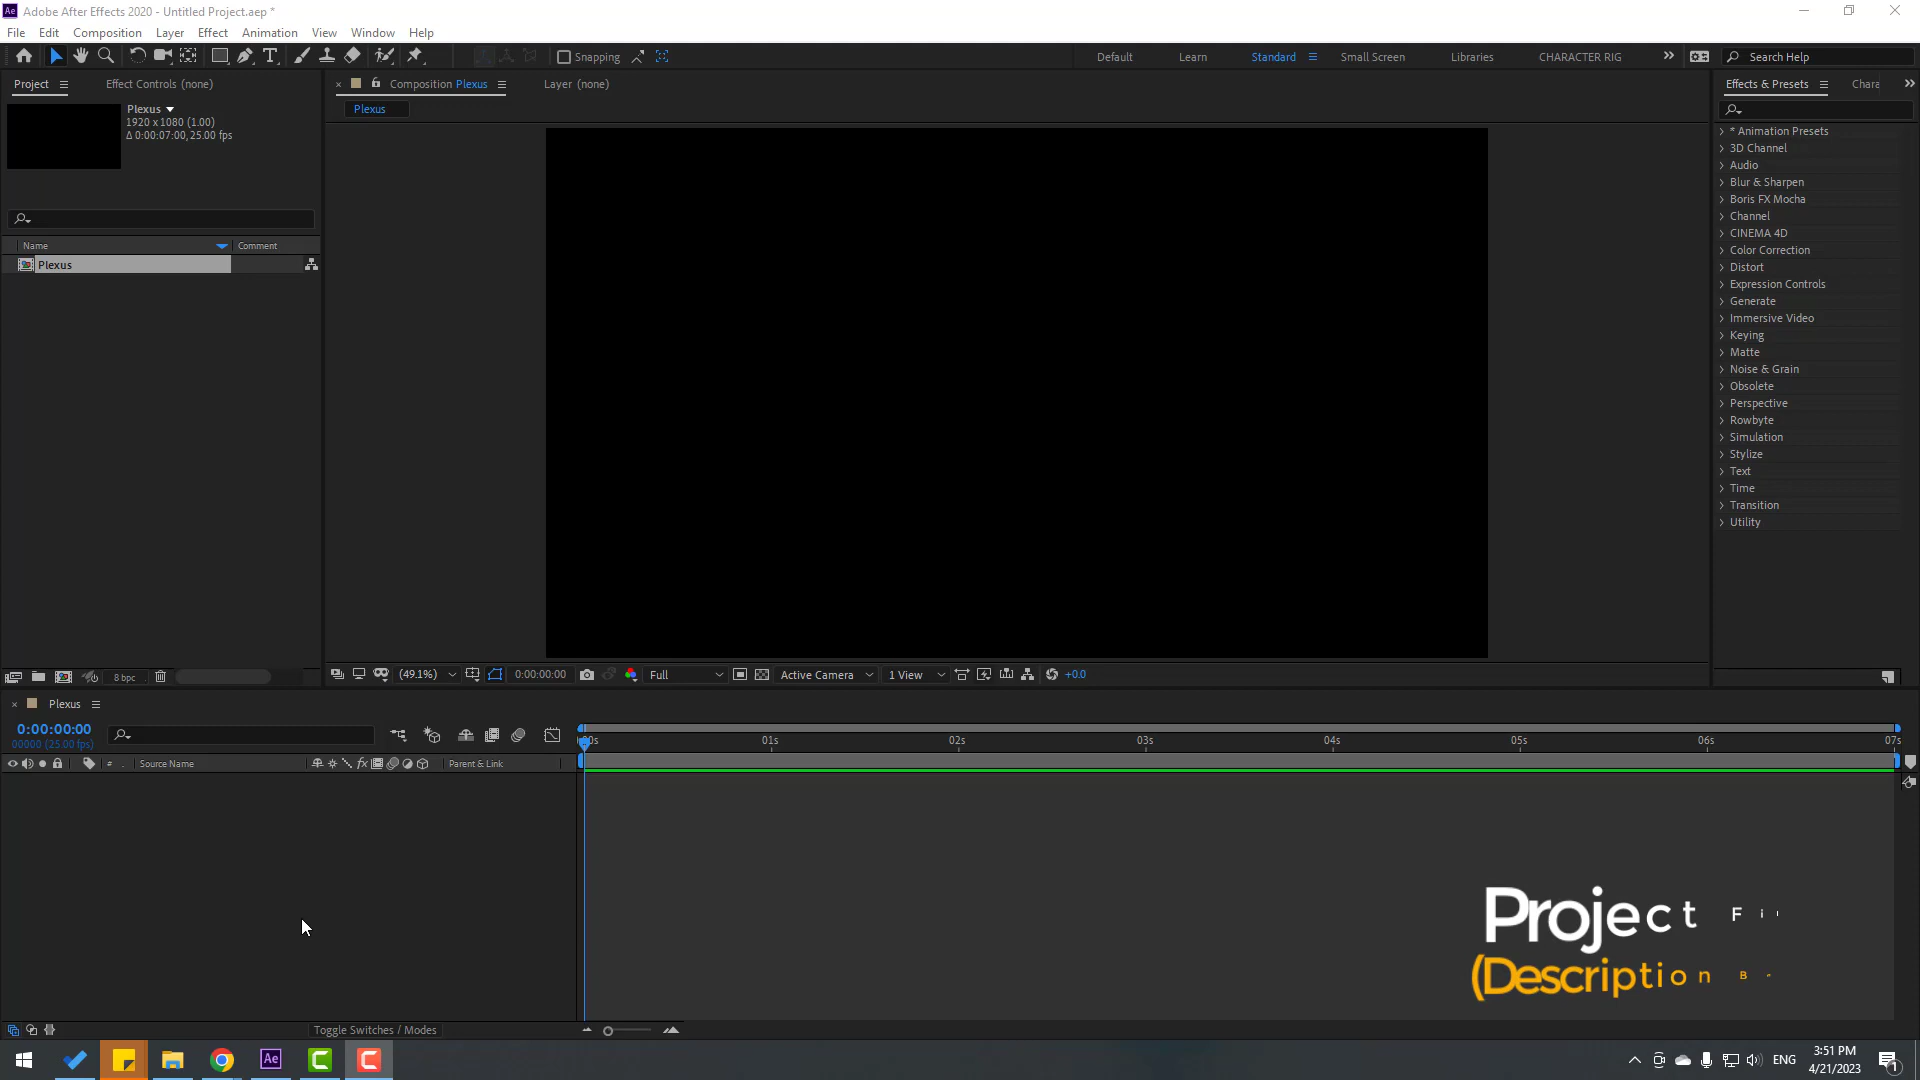 Adobe After Effects 2020 - Untitled Project.aep *
File Edit Composition Layer Effect Animation View Window Help
Snapping
Default Learn Standard Small Screen Libraries CHARACTER RIG
Search Help
Project
Effect Controls (none)
Plexus
1920 x 1080 (1.00)
Δ 0:00:07:00, 25.00 fps
Name Comment
Plexus
8 bpc
Composition Plexus
Layer (none)
Plexus
(49.1%)
0:00:00:00
Full
Active Camera
1 View
+0.0
Effects & Presets
Chara
* Animation Presets
3D Channel
Audio
Blur & Sharpen
Boris FX Mocha
Channel
CINEMA 4D
Color Correction
Distort
Expression Controls
Generate
Immersive Video
Keying
Matte
Noise & Grain
Obsolete
Perspective
Rowbyte
Simulation
Stylize
Text
Time
Transition
Utility
Plexus
0:00:00:00
00000 (25.00 fps)
# . Source Name
fx
Parent & Link
01s 02s 03s 04s 05s 06s 07s
Toggle Switches / Modes
Project Fi
(Description B
ENG
3:51 PM
4/21/2023